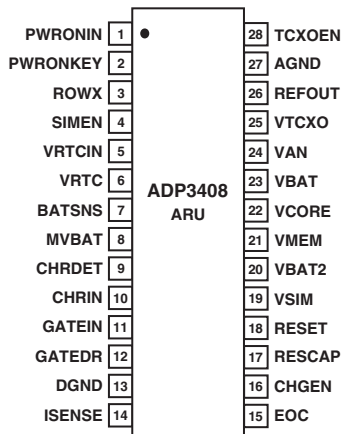 PWRONIN 1
PWRONKEY 2
ROWX 3
SIMEN 4
VRTCIN 5
VRTC 6
BATSNS 7
MVBAT 8
CHRDET 9
CHRIN 10
GATEIN 11
GATEDR 12
DGND 13
ISENSE 14
ADP3408
ARU
28 TCXOEN
27 AGND
26 REFOUT
25 VTCXO
24 VAN
23 VBAT
22 VCORE
21 VMEM
20 VBAT2
19 VSIM
18 RESET
17 RESCAP
16 CHGEN
15 EOC